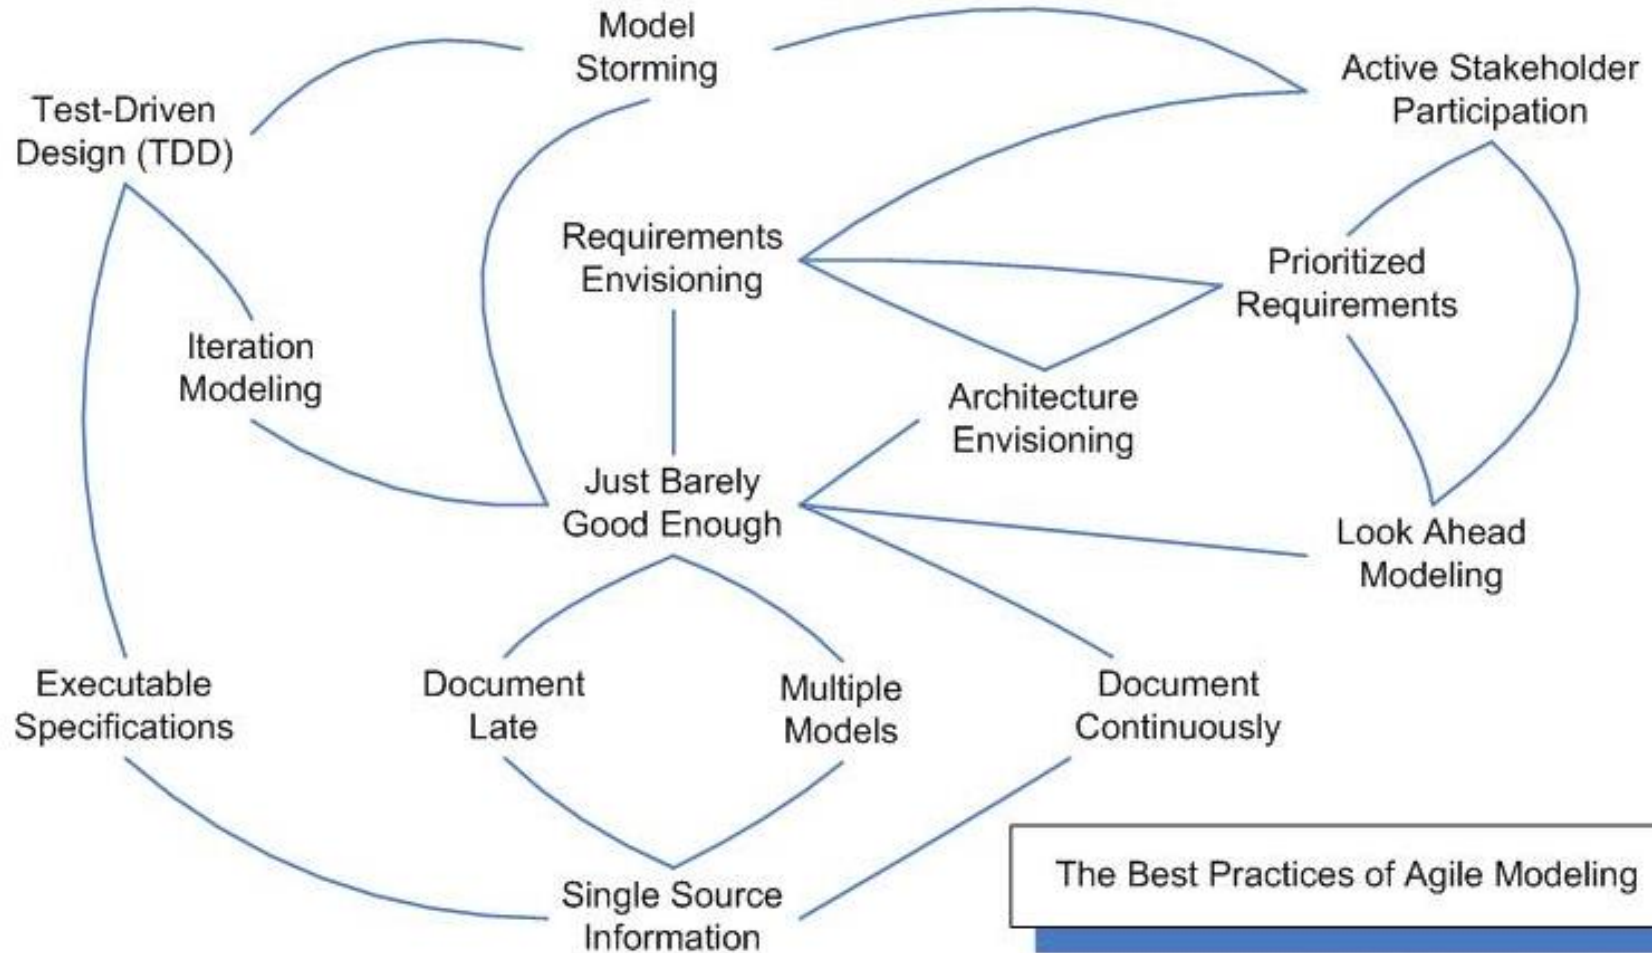 Model
Storming
Active Stakeholder
Participation
Test-Driven
Design (TDD)
Requirements
Envisioning
Prioritized
Requirements
Iteration
Modeling
Architecture
Envisioning
Just Barely
Good Enough
Look Ahead
Modeling
Executable
Specifications
Document
Late
Multiple
Models
Document
Continuously
The Best Practices of Agile Modeling
Single Source
Information